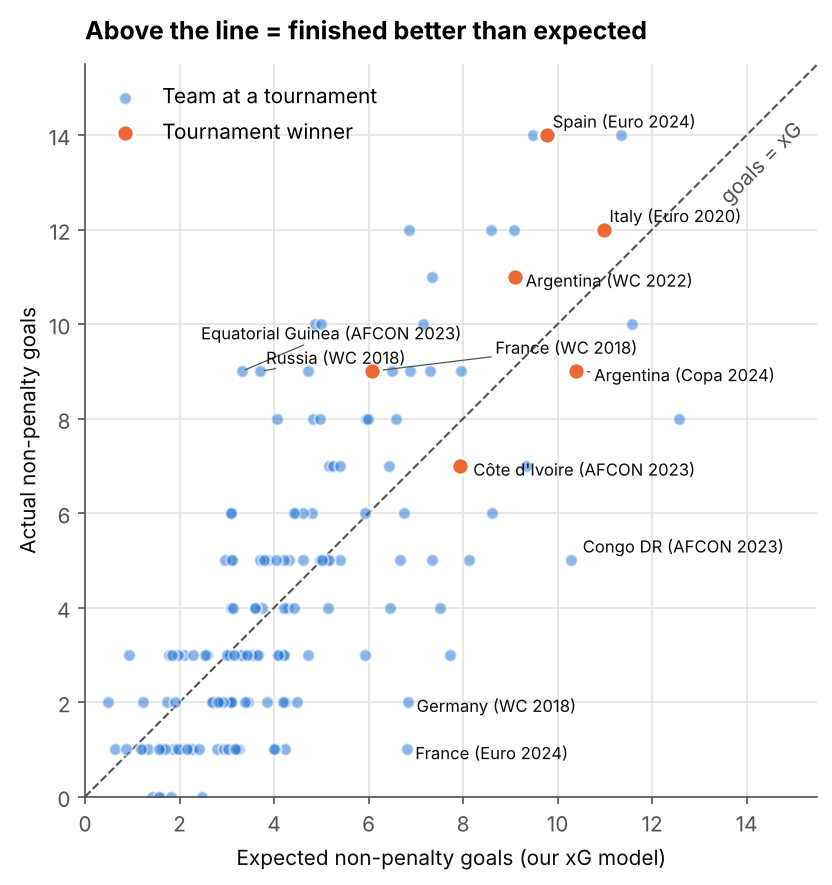 Above the line = finished better than expected
Team at a tournament
Tournament winner
Spain (Euro 2024)
goals = xG
Italy (Euro 2020)
Argentina (WC 2022)
Equatorial Guinea (AFCON 2023)
Russia (WC 2018)
France (WC 2018)
Argentina (Copa 2024)
Côte d'Ivoire (AFCON 2023)
Congo DR (AFCON 2023)
Germany (WC 2018)
France (Euro 2024)
Actual non-penalty goals
14
12
10
8
6
4
2
0
0 2 4 6 8 10 12 14
Expected non-penalty goals (our xG model)